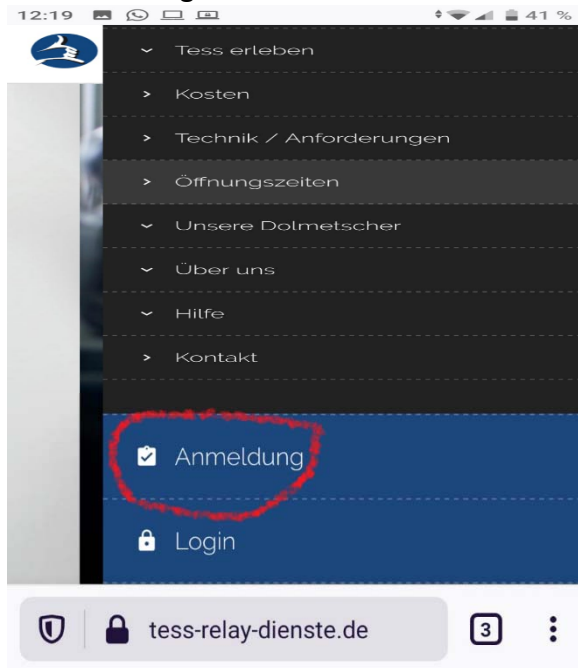 12:19
41 %
Tess erleben
Kosten
Technik / Anforderungen
Öffnungszeiten
Unsere Dolmetscher
Über uns
Hilfe
Kontakt
Anmeldung
Login
tess-relay-dienste.de
3